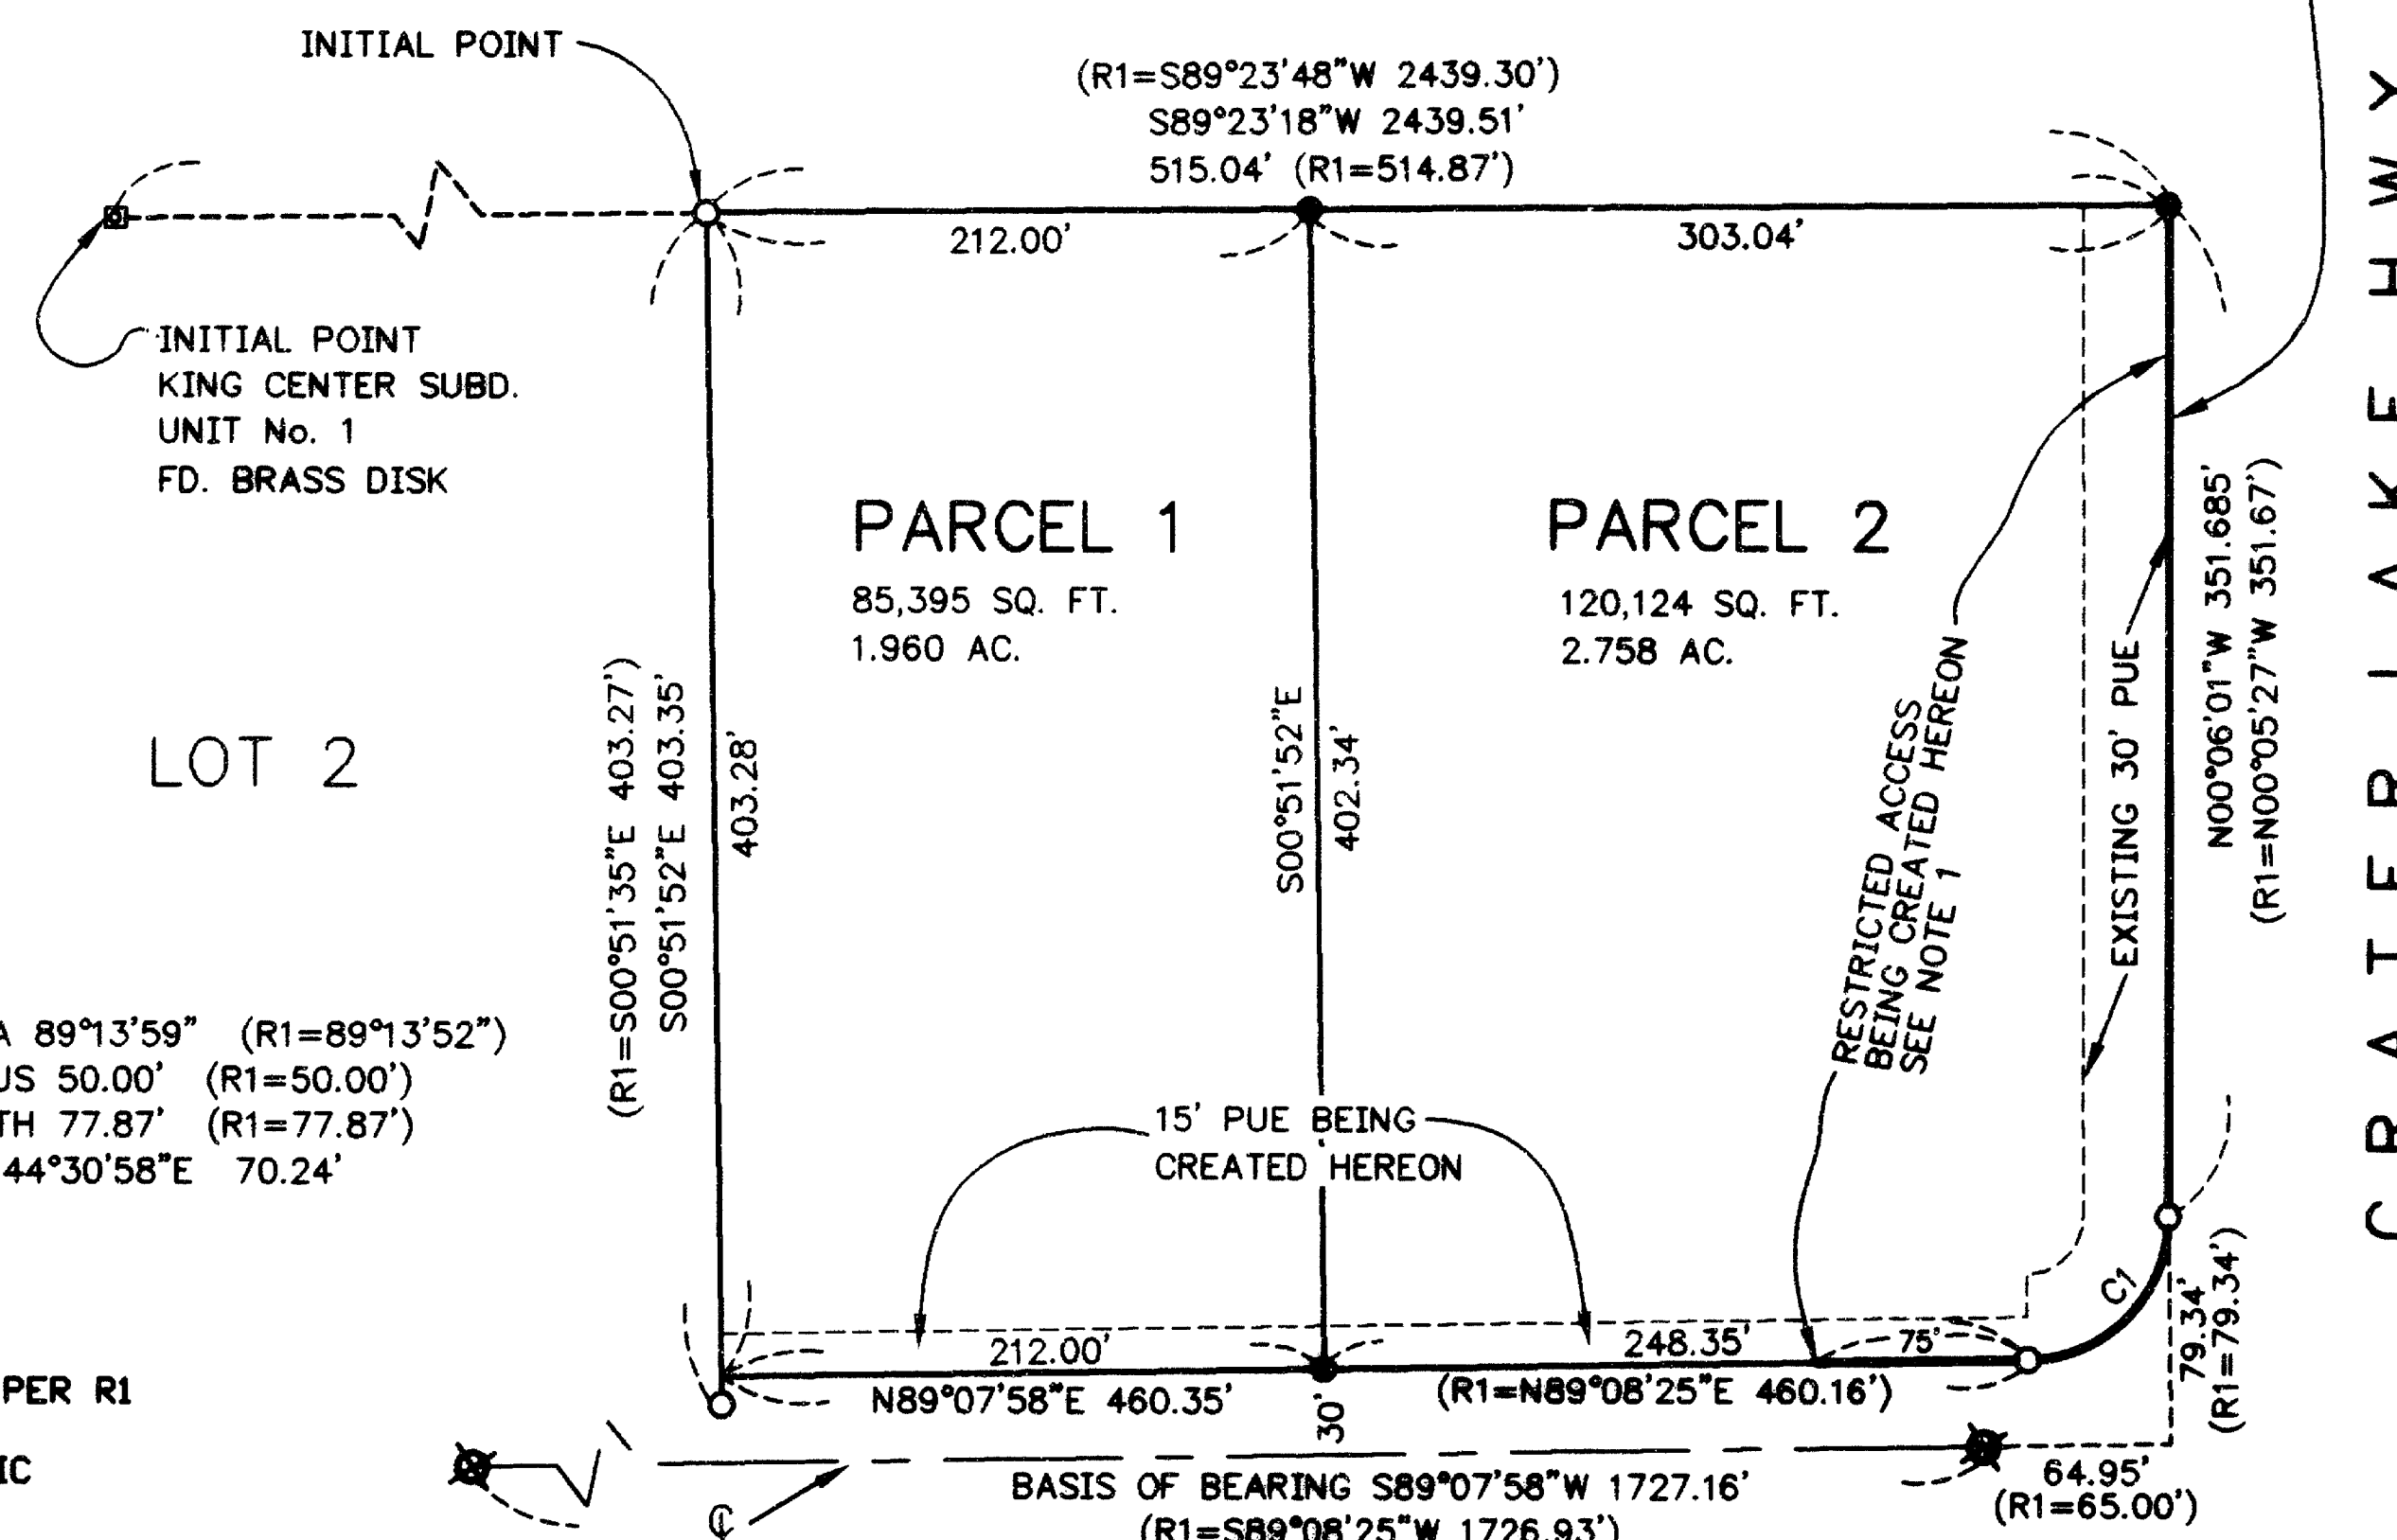 INITIAL POINT
(R1=S89°23'48"W 2439.30')
S89°23'18"W 2439.51'
515.04' (R1=514.87')
212.00'
303.04'
INITIAL POINT
KING CENTER SUBD.
UNIT No. 1
FD. BRASS DISK
PARCEL 1
85,395 SQ. FT.
1.960 AC.
PARCEL 2
120,124 SQ. FT.
2.758 AC.
LOT 2
(R1=S00°51'35"E 403.27')
S00°51'52"E 403.35'
403.28'
S00°51'52"E
402.34'
RESTRICTED ACCESS
BEING CREATED HEREON
SEE NOTE 1
EXISTING 30' PUE
N00°06'01"W 351.685'
(R1=N00°05'27"W 351.67')
CRATER LAKE HWY
A 89°13'59" (R1=89°13'52")
US 50.00' (R1=50.00')
TH 77.87' (R1=77.87')
44°30'58"E 70.24'
15' PUE BEING
CREATED HEREON
C1
79.34'
(R1=79.34')
212.00'
248.35'
75'
N89°07'58"E 460.35'
(R1=N89°08'25"E 460.16')
30'
PER R1
IC
BASIS OF BEARING S89°07'58"W 1727.16'
(R1=S89°08'25"W 1726.93')
64.95'
(R1=65.00')
℄